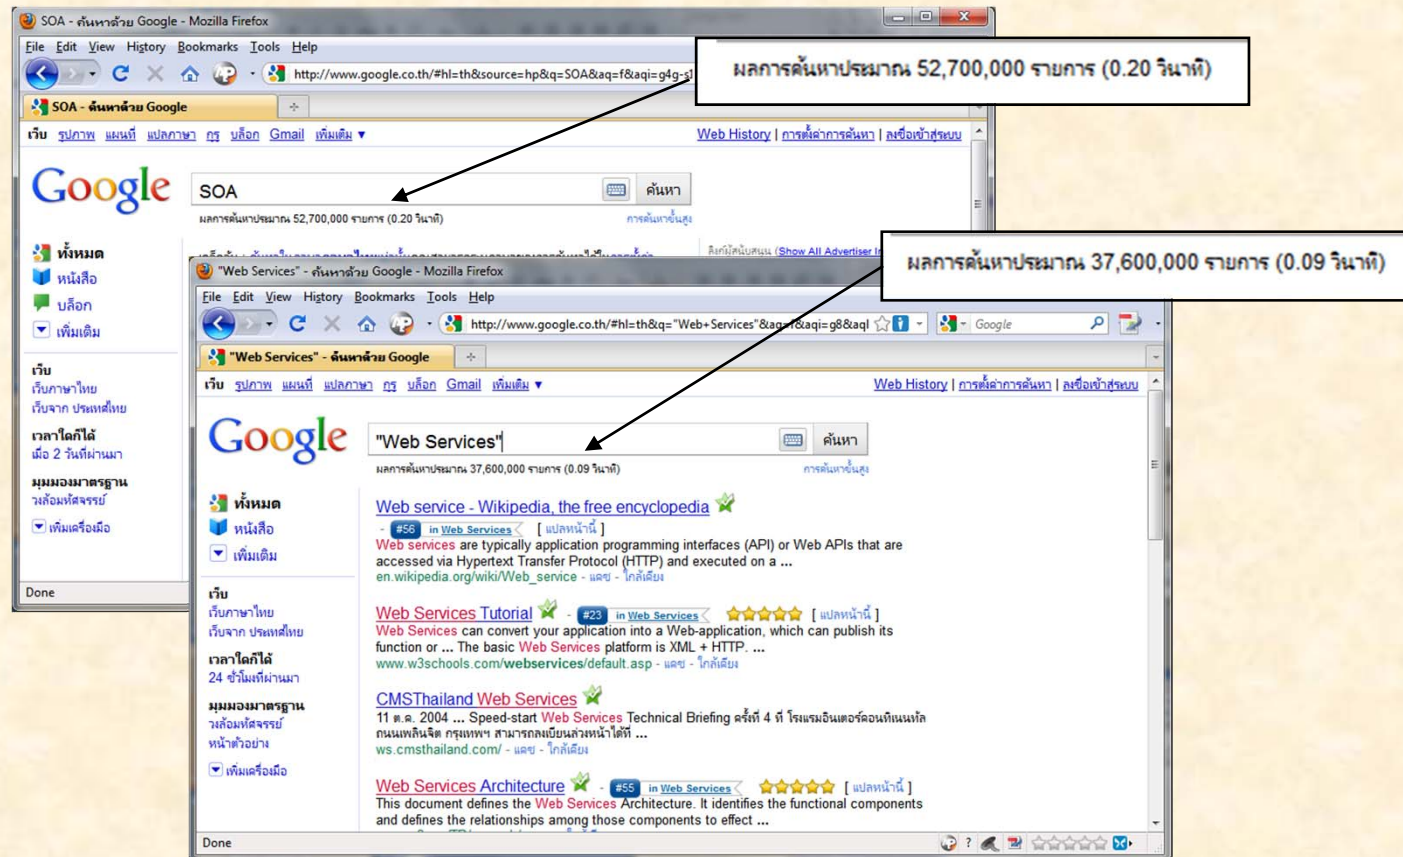 SOA - ค้นหาด้วย Google - Mozilla Firefox
File Edit View History Bookmarks Tools Help
http://www.google.co.th/#hl=th&source=hp&q=SOA&aq=f&aqi=g4g-s1
SOA - ค้นหาด้วย Google
เว็บ รูปภาพ แผนที่ แปลภาษา กูรู บล็อก Gmail เพิ่มเติม ▼
Web History | การตั้งค่าการค้นหา | ลงชื่อเข้าสู่ระบบ
ผลการค้นหาประมาณ 52,700,000 รายการ (0.20 วินาที)
Google
SOA
ค้นหา
ผลการค้นหาประมาณ 52,700,000 รายการ (0.20 วินาที)
การค้นหาขั้นสูง
ทั้งหมด
หนังสือ
บล็อก
เพิ่มเติม
เว็บ
เว็บภาษาไทย
เว็บจาก ประเทศไทย
เวลาใดก็ได้
เมื่อ 2 วันที่ผ่านมา
มุมมองมาตรฐาน
วงล้อมหัศจรรย์
เพิ่มเครื่องมือ
Done
ลิงก์ผู้สนับสนุน (Show All Advertiser
ผลการค้นหาประมาณ 37,600,000 รายการ (0.09 วินาที)
"Web Services" - ค้นหาด้วย Google - Mozilla Firefox
File Edit View History Bookmarks Tools Help
http://www.google.co.th/#hl=th&q="Web+Services"&aq=f&aqi=g8&aql
Google
"Web Services" - ค้นหาด้วย Google
เว็บ รูปภาพ แผนที่ แปลภาษา กูรู บล็อก Gmail เพิ่มเติม ▼
Web History | การตั้งค่าการค้นหา | ลงชื่อเข้าสู่ระบบ
Google
"Web Services"
ค้นหา
ผลการค้นหาประมาณ 37,600,000 รายการ (0.09 วินาที)
การค้นหาขั้นสูง
ทั้งหมด
หนังสือ
เพิ่มเติม
เว็บ
เว็บภาษาไทย
เว็บจาก ประเทศไทย
เวลาใดก็ได้
24 ชั่วโมงที่ผ่านมา
มุมมองมาตรฐาน
วงล้อมหัศจรรย์
หน้าตัวอย่าง
เพิ่มเครื่องมือ
Web service - Wikipedia, the free encyclopedia
- #56 in Web Services [ แปลหน้านี้ ]
Web services are typically application programming interfaces (API) or Web APIs that are
accessed via Hypertext Transfer Protocol (HTTP) and executed on a ...
en.wikipedia.org/wiki/Web_service - แคช - ใกล้เคียง
Web Services Tutorial - #23 in Web Services [ แปลหน้านี้ ]
Web Services can convert your application into a Web-application, which can publish its
function or ... The basic Web Services platform is XML + HTTP. ...
www.w3schools.com/webservices/default.asp - แคช - ใกล้เคียง
CMSThailand Web Services
11 ต.ค. 2004 ... Speed-start Web Services Technical Briefing ครั้งที่ 4 ที่ โรงแรมอินเตอร์คอนทิเนนทัล
ถนนเพลินจิต กรุงเทพฯ สามารถลงเบียนล่วงหน้าได้ที่ ...
ws.cmsthailand.com/ - แคช - ใกล้เคียง
Web Services Architecture - #55 in Web Services [ แปลหน้านี้ ]
This document defines the Web Services Architecture. It identifies the functional components
and defines the relationships among those components to effect ...
Done